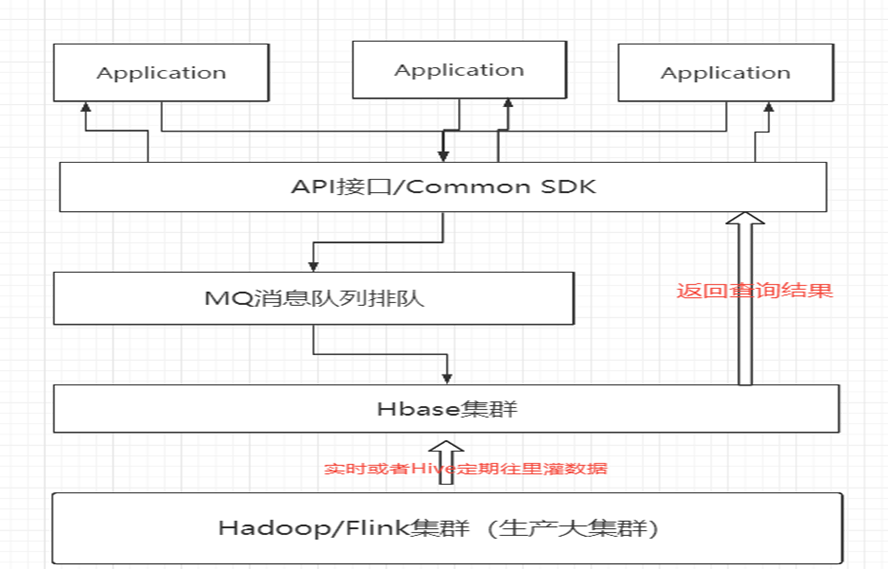 Application
Application
Application
API接口/Common SDK
MQ消息队列排队
返回查询结果
Hbase集群
实时或者Hive定期往里灌数据
Hadoop/Flink集群（生产大集群）